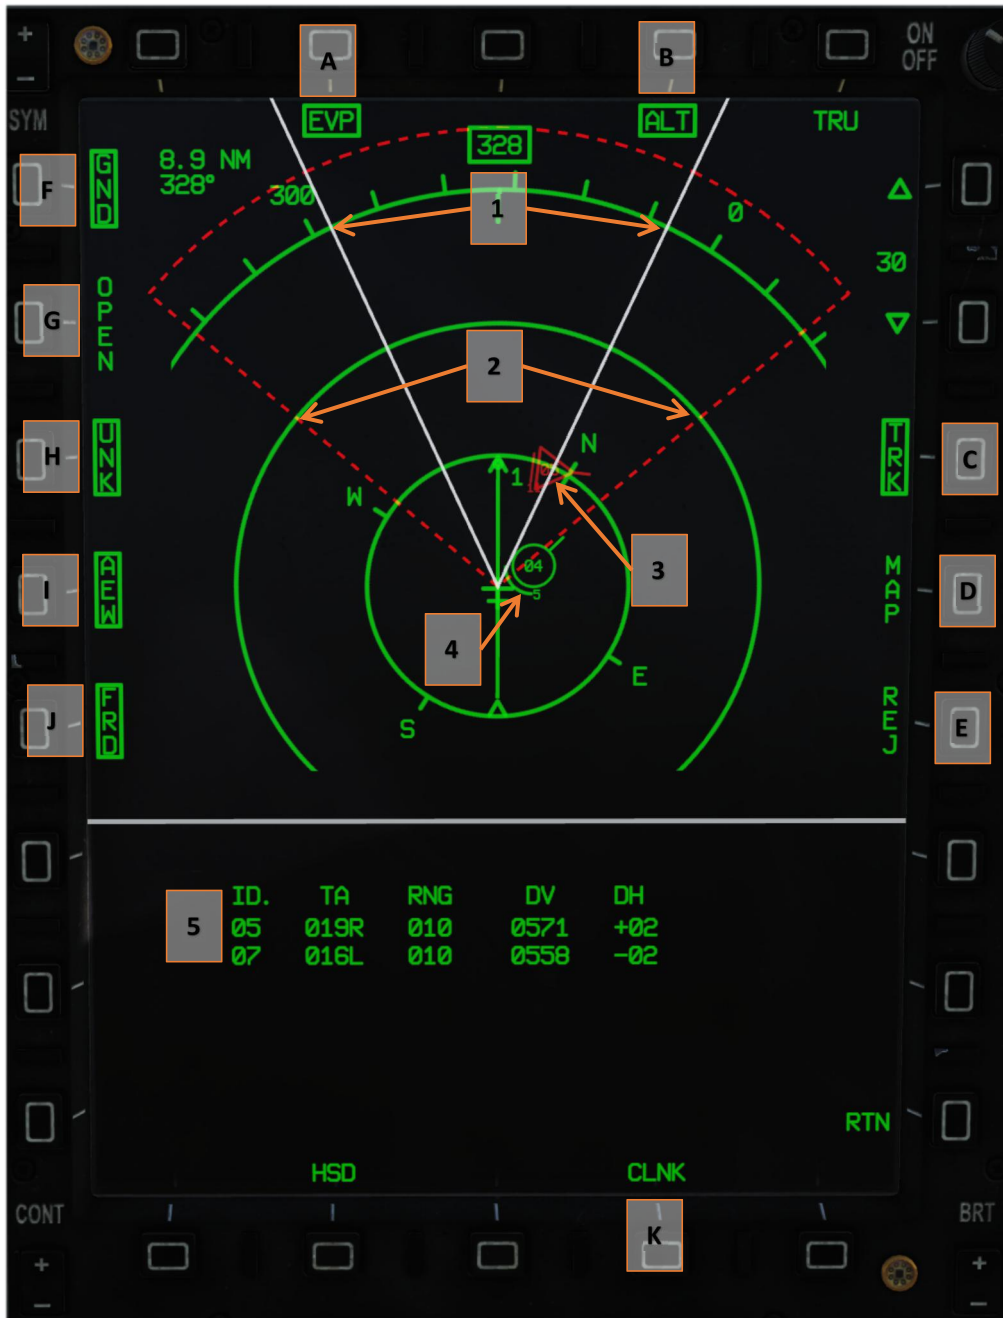 ON
OFF
A
B
SYM
EVP
ALT
TRU
328
8.9 NM
328°
300
0
1
F
GND
30
G
OPEN
2
H
UNK
W
1
N
TRK
C
I
AEW
04
5
3
MAP
D
4
E
S
J
FRD
REJ
E
ID. TA RNG DV DH
5
05 019R 010 0571 +02
07 016L 010 0558 -02
RTN
HSD
CLNK
CONT
K
BRT